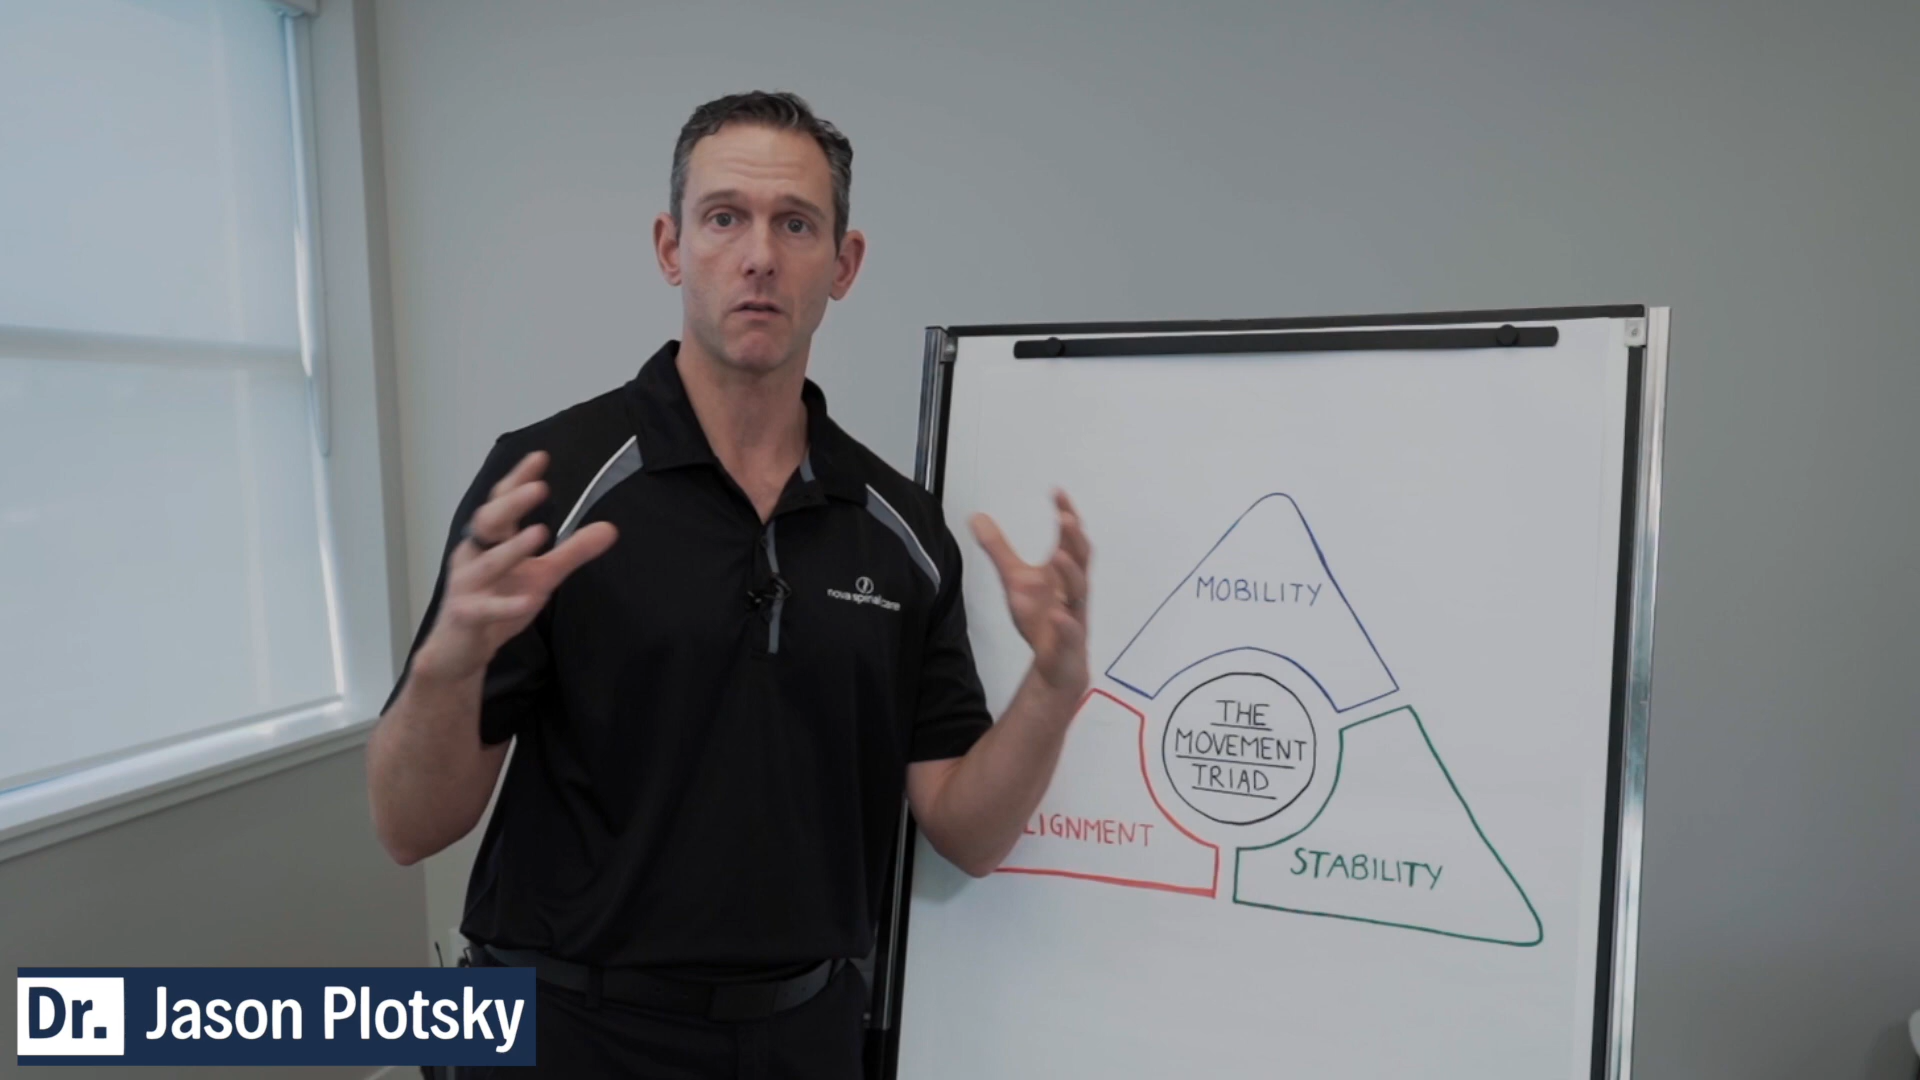 nova spinal care
MOBILITY
THE
MOVEMENT
TRIAD
LIGNMENT
STABILITY
Dr. Jason Plotsky